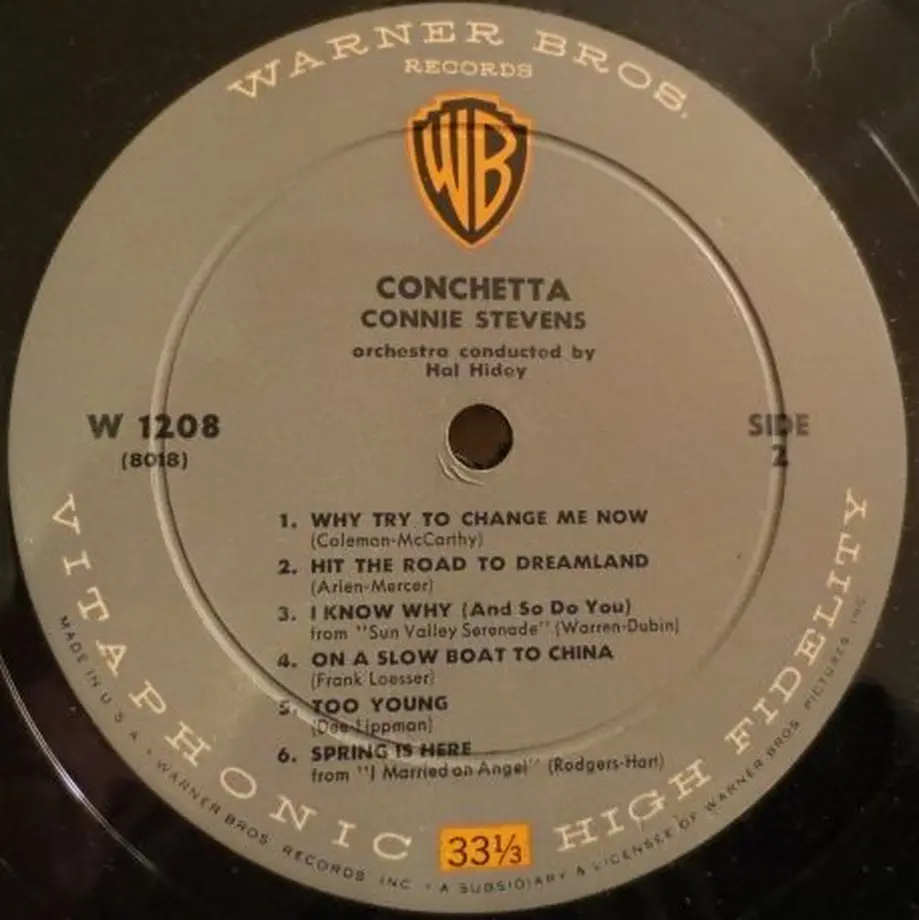 WARNER BROS.
RECORDS
WB
CONCHETTA
CONNIE STEVENS
orchestra conducted by
Hal Hidey
W 1208
(8018)
SIDE
2
1. WHY TRY TO CHANGE ME NOW
(Coleman-McCarthy)
2. HIT THE ROAD TO DREAMLAND
(Arlen-Mercer)
3. I KNOW WHY (And So Do You)
from "Sun Valley Serenade" (Warren-Dubin)
4. ON A SLOW BOAT TO CHINA
(Frank Loesser)
5. TOO YOUNG
(Dee-Lippman)
6. SPRING IS HERE
from "I Married an Angel" (Rodgers-Hart)
VITAPHONIC
33⅓
HIGH FIDELITY
MADE IN U.S.A. • WARNER BROS. RECORDS INC. • A SUBSIDIARY & LICENSEE OF WARNER BROS. PICTURES INC.